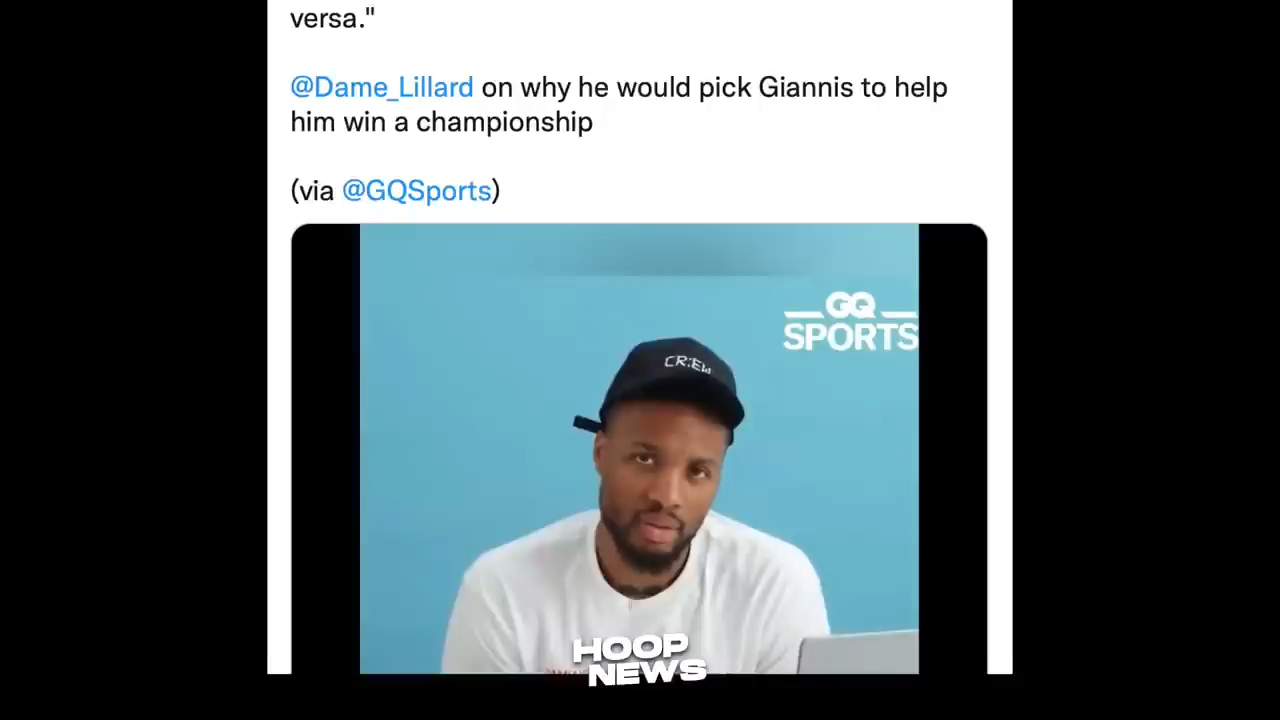 versa."
@Dame_Lillard on why he would pick Giannis to help
him win a championship
(via @GQSports)
GQ
SPORTS
CR:EW
HOOP
NEWS